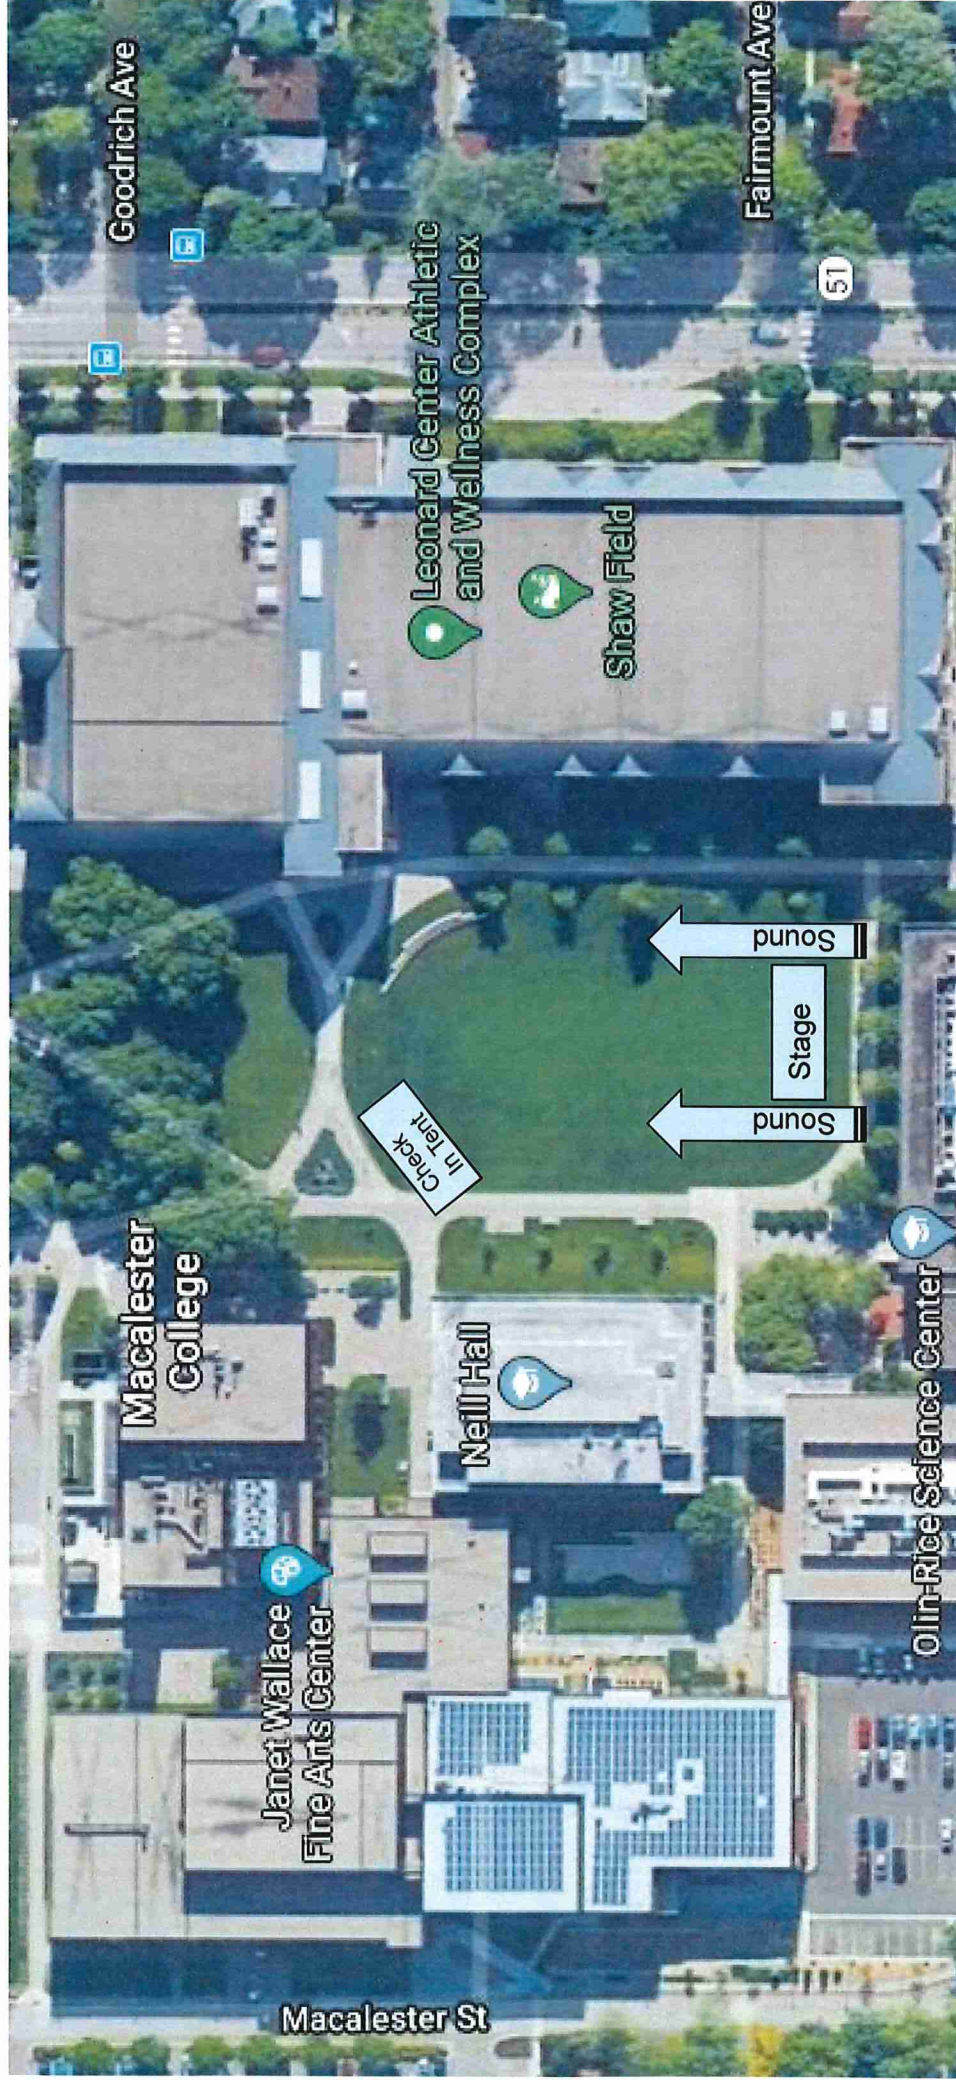 Goodrich Ave
Fairmount Ave
51
Leonard Center Athletic
and Wellness Complex
Shaw Field
Sound
Stage
Sound
Check
In Tent
Macalester
College
Neill Hall
Olin-Rice Science Center
Janet Wallace
Fine Arts Center
Macalester St